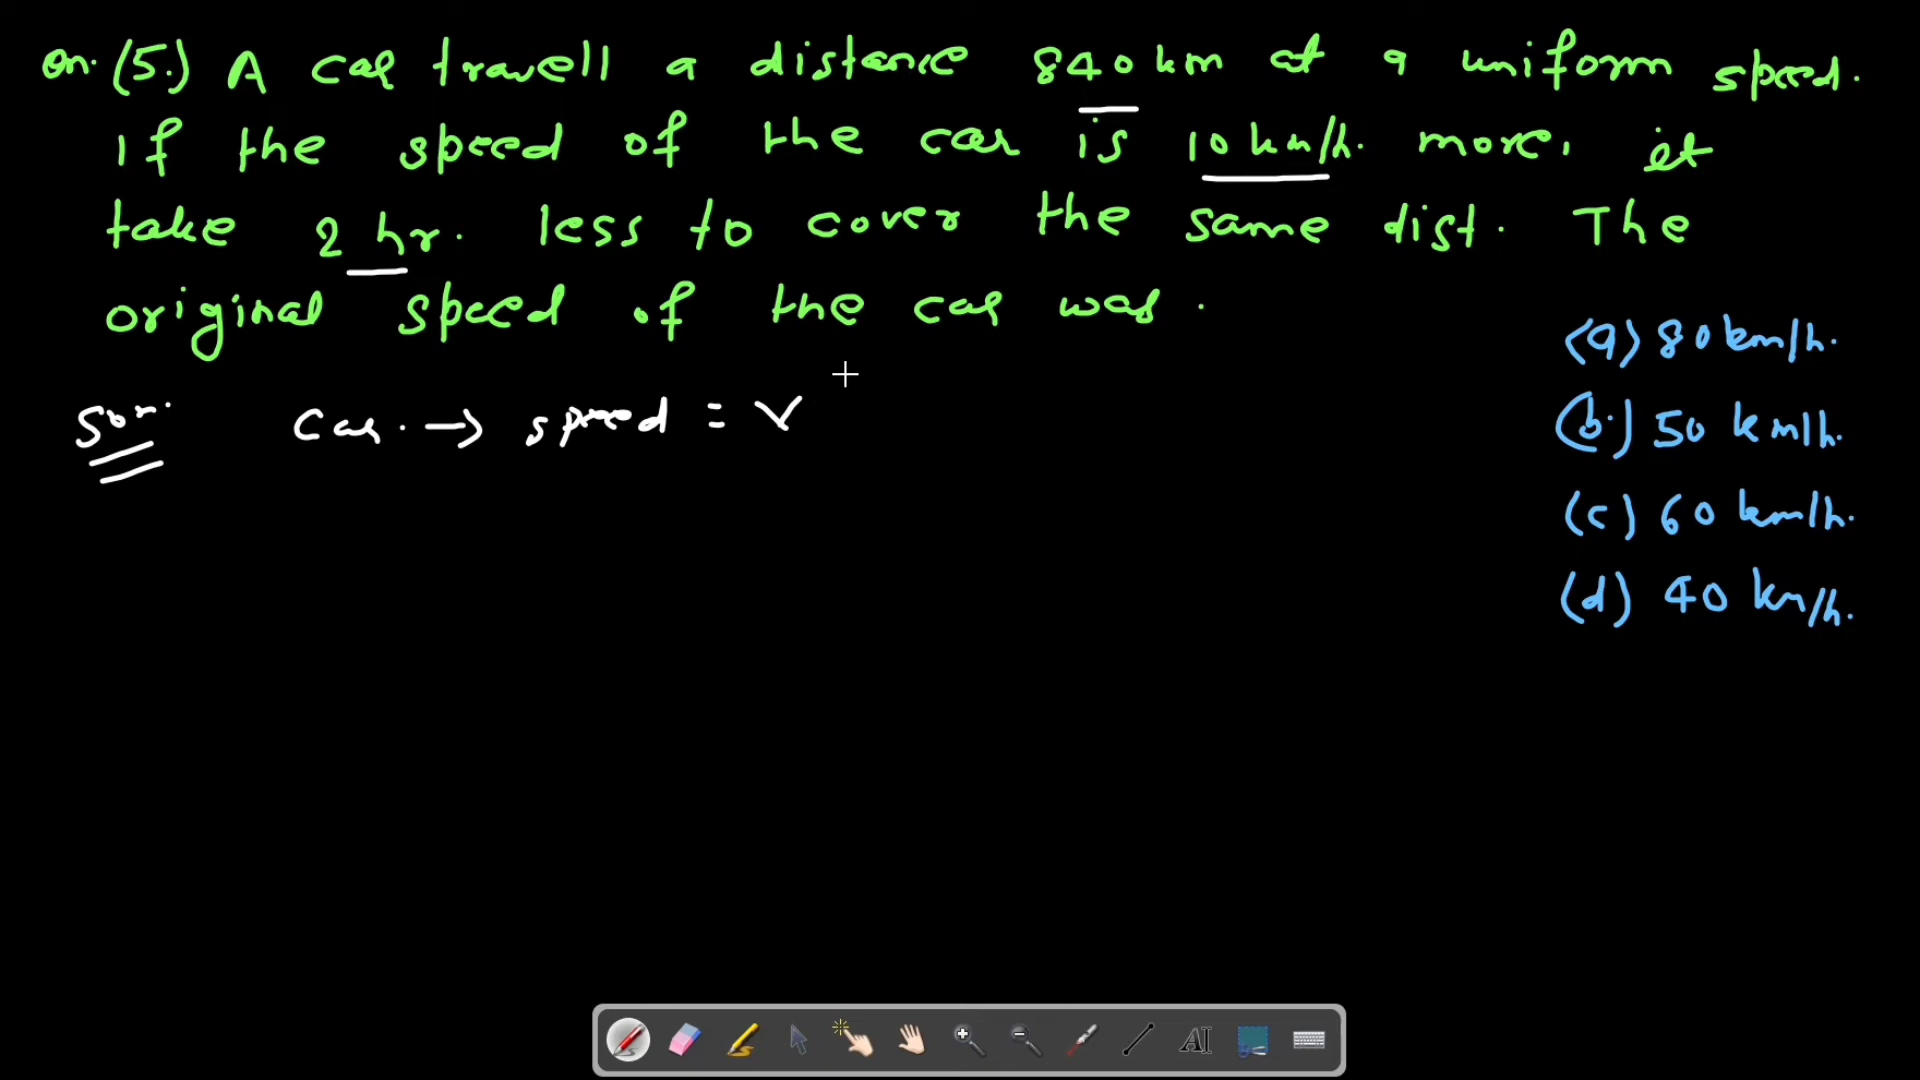 Qn. (5.) A car travell a distance 840 km at a uniform speed.
If the speed of the car is 10 km/h. more, it
take 2 hr. less to cover the same dist. The
original speed of the car was.
(a) 80 km/h.
(b.) 50 km/h.
(c) 60 km/h.
(d) 40 km/h.
Son. Car. → speed = V
AI